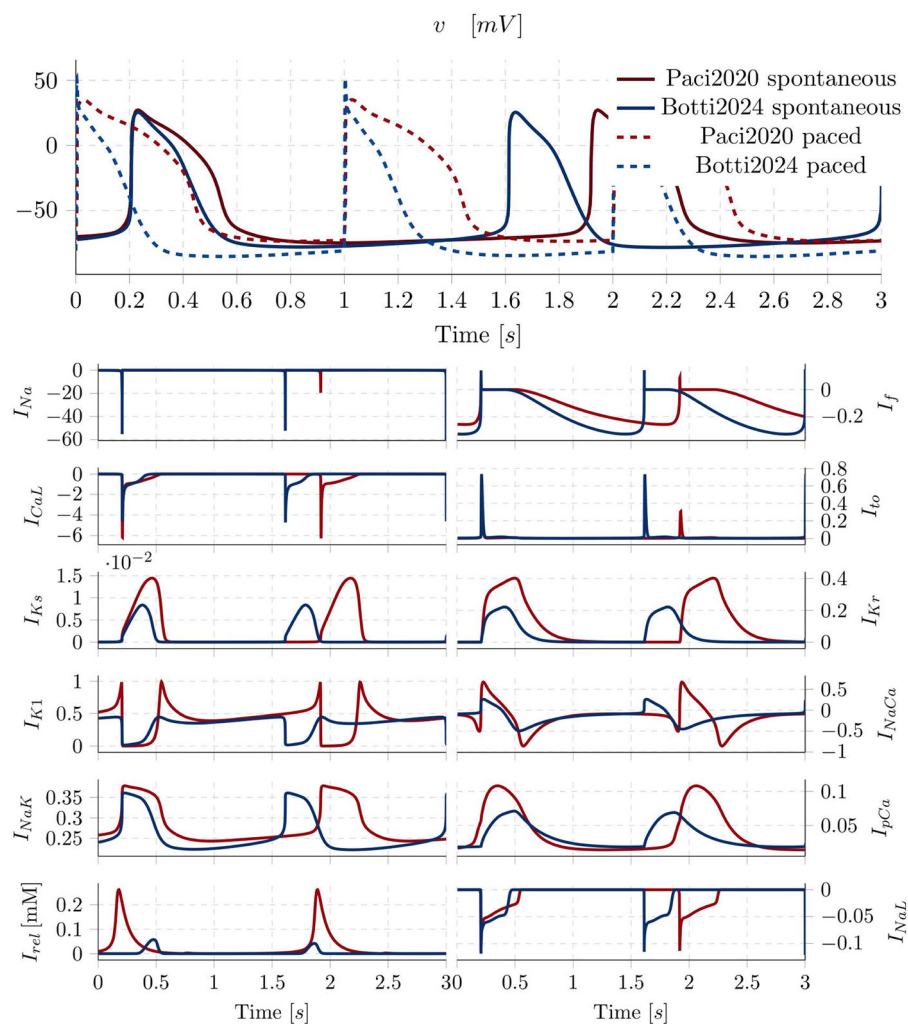 v [mV]
50
0
−50
Paci2020 spontaneous
Botti2024 spontaneous
Paci2020 paced
Botti2024 paced
0 0.2 0.4 0.6 0.8 1 1.2 1.4 1.6 1.8 2 2.2 2.4 2.6 2.8 3
Time [s]
I_Na
0
−20
−40
−60
0
−0.2
I_f
I_CaL
0
−2
−4
−6
0.8
0.6
0.4
0.2
0
I_to
·10⁻²
I_Ks
1.5
1
0.5
0
0.4
0.2
0
I_Kr
I_K1
1
0.5
0
0.5
0
−0.5
−1
I_NaCa
I_NaK
0.35
0.3
0.25
0.1
0.05
I_pCa
I_rel [mM]
0.2
0.1
0
0
−0.05
−0.1
I_NaL
0 0.5 1 1.5 2 2.5 30 0.5 1 1.5 2 2.5 3
Time [s] Time [s]